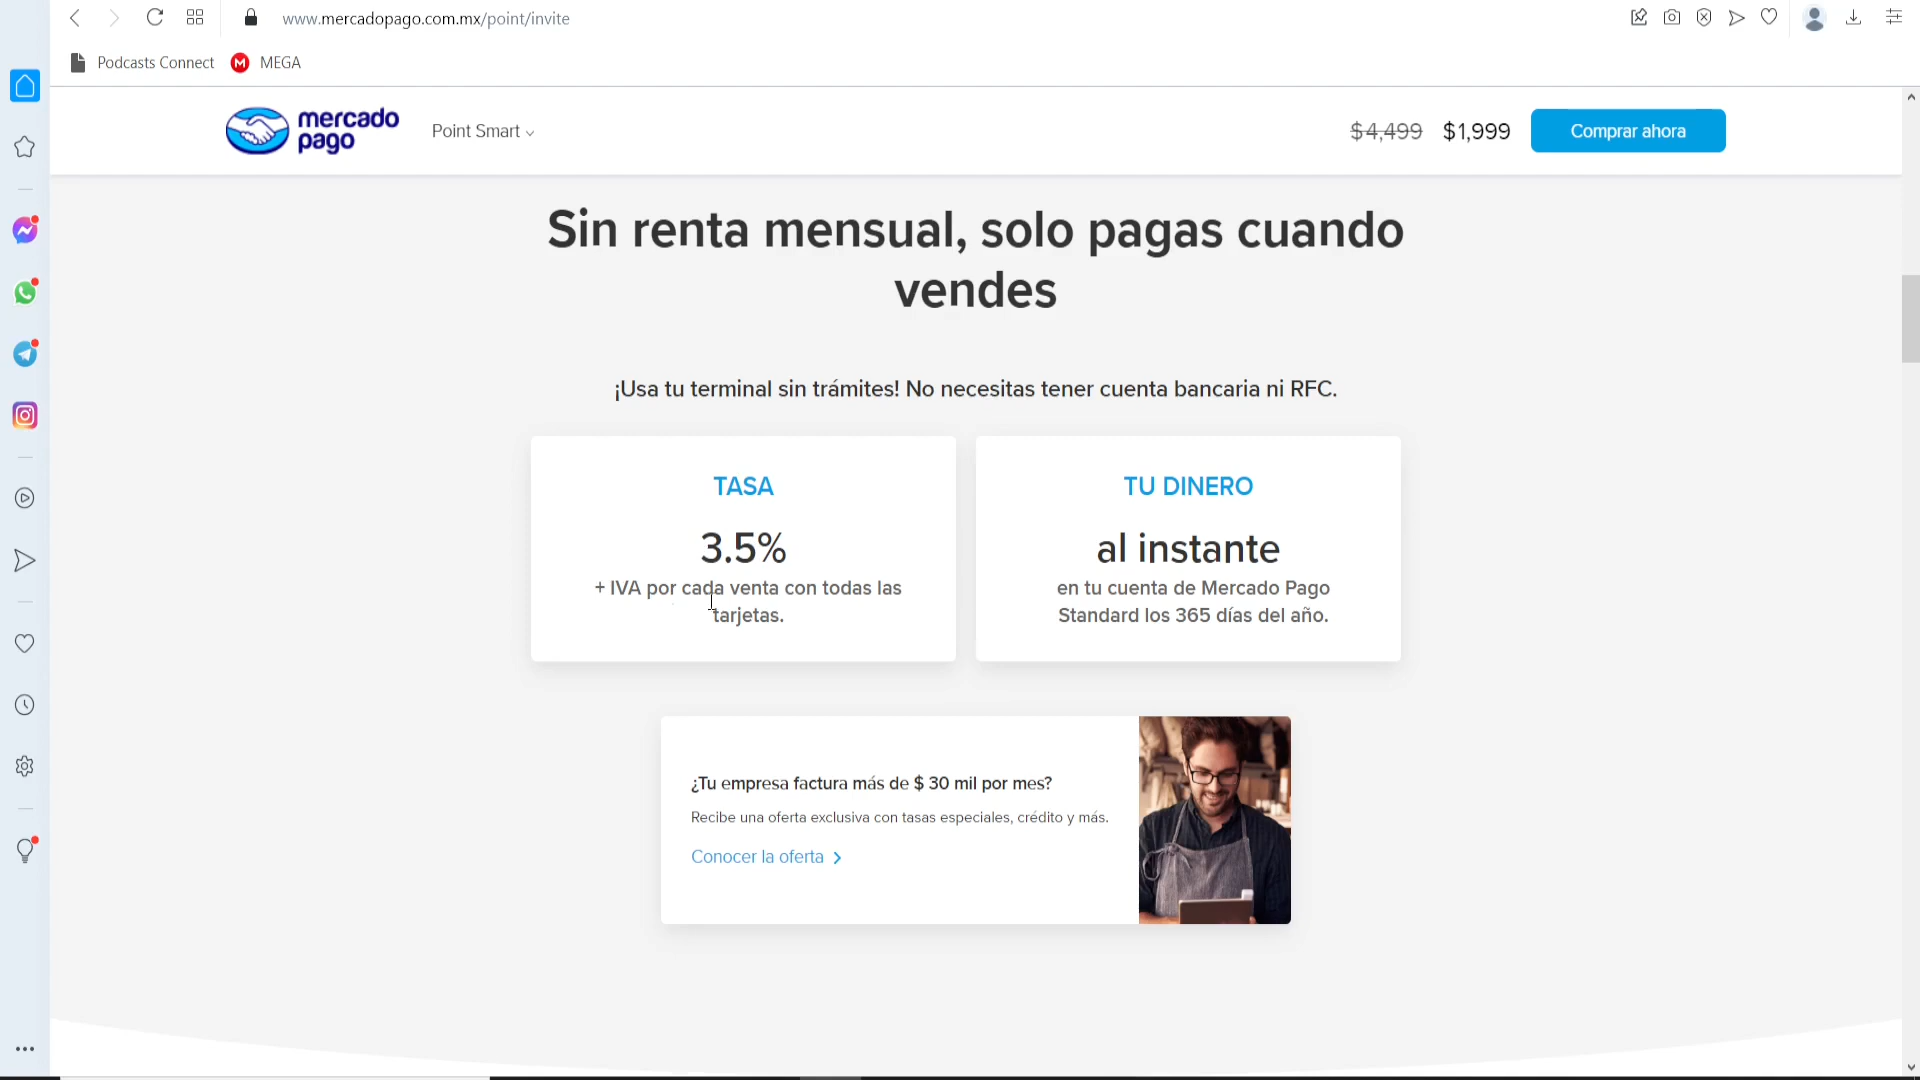 www.mercadopago.com.mx/point/invite
Podcasts Connect
MEGA
mercado
pago
Point Smart
$4,499 $1,999
Comprar ahora
Sin renta mensual, solo pagas cuando
vendes
¡Usa tu terminal sin trámites! No necesitas tener cuenta bancaria ni RFC.
TASA
3.5%
+ IVA por cada venta con todas las
tarjetas.
TU DINERO
al instante
en tu cuenta de Mercado Pago
Standard los 365 días del año.
¿Tu empresa factura más de $ 30 mil por mes?
Recibe una oferta exclusiva con tasas especiales, crédito y más.
Conocer la oferta